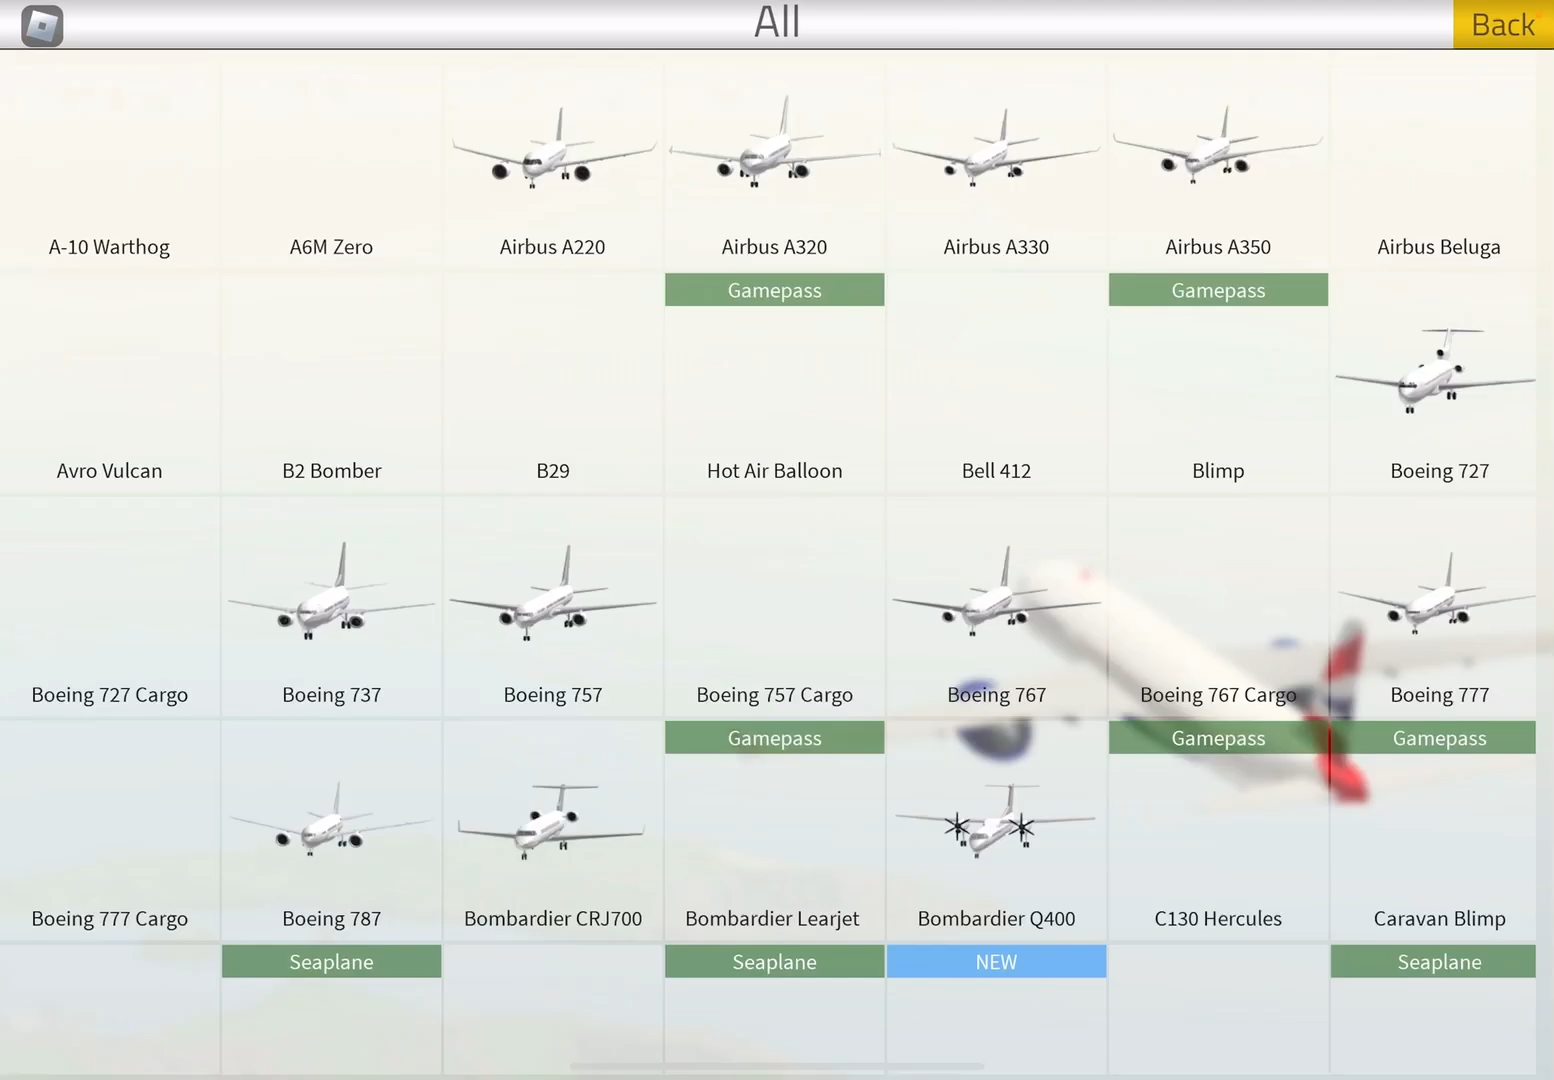 All
Back
A-10 Warthog
A6M Zero
Airbus A220
Airbus A320
Airbus A330
Airbus A350
Airbus Beluga
Gamepass
Gamepass
Avro Vulcan
B2 Bomber
B29
Hot Air Balloon
Bell 412
Blimp
Boeing 727
Boeing 727 Cargo
Boeing 737
Boeing 757
Boeing 757 Cargo
Boeing 767
Boeing 767 Cargo
Boeing 777
Gamepass
Gamepass
Gamepass
Boeing 777 Cargo
Boeing 787
Bombardier CRJ700
Bombardier Learjet
Bombardier Q400
C130 Hercules
Caravan Blimp
Seaplane
Seaplane
NEW
Seaplane